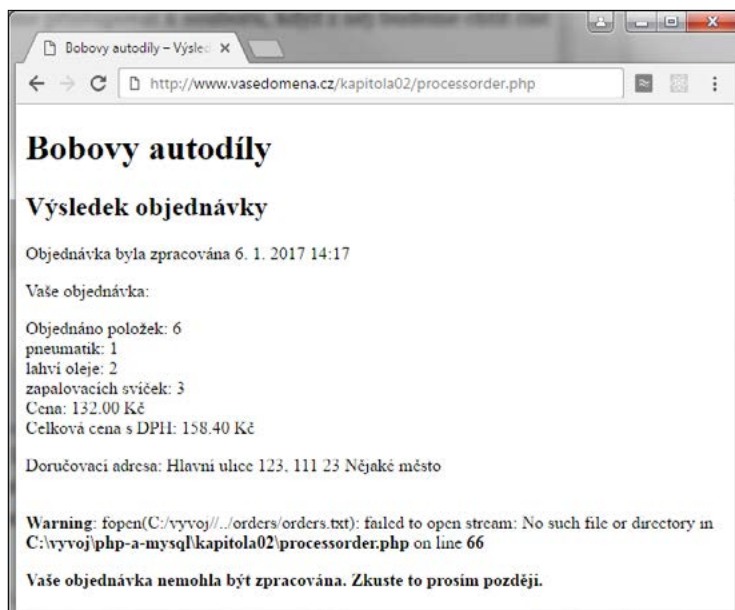 Bobovy autodíly – Výsled
http://www.vasedomena.cz/kapitola02/processorder.php
Bobovy autodíly
Výsledek objednávky
Objednávka byla zpracována 6. 1. 2017 14:17
Vaše objednávka:
Objednáno položek: 6
pneumatik: 1
lahví oleje: 2
zapalovacích svíček: 3
Cena: 132.00 Kč
Celková cena s DPH: 158.40 Kč
Doručovací adresa: Hlavní ulice 123, 111 23 Nějaké město
Warning: fopen(C:/vyvoj//../orders/orders.txt): failed to open stream: No such file or directory in
C:\vyvoj\php-a-mysql\kapitola02\processorder.php on line 66
Vaše objednávka nemohla být zpracována. Zkuste to prosím později.